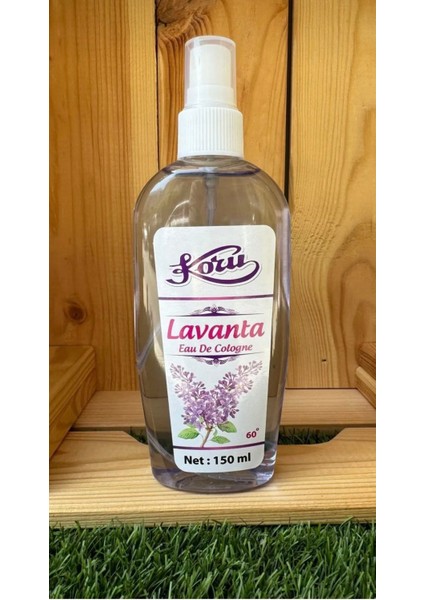 Koru
Lavanta
Eau De Cologne
60°
Net : 150 ml